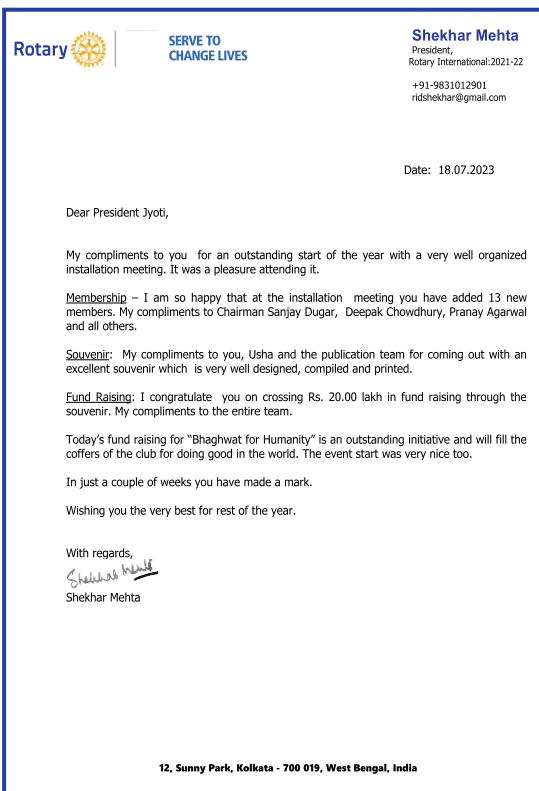 Rotary
SERVE TO
CHANGE LIVES
Shekhar Mehta
President,
Rotary International:2021-22
+91-9831012901
ridshekhar@gmail.com
Date: 18.07.2023
Dear President Jyoti,
My compliments to you for an outstanding start of the year with a very well organized
installation meeting. It was a pleasure attending it.
Membership – I am so happy that at the installation meeting you have added 13 new
members. My compliments to Chairman Sanjay Dugar, Deepak Chowdhury, Pranay Agarwal
and all others.
Souvenir: My compliments to you, Usha and the publication team for coming out with an
excellent souvenir which is very well designed, compiled and printed.
Fund Raising: I congratulate you on crossing Rs. 20.00 lakh in fund raising through the
souvenir. My compliments to the entire team.
Today's fund raising for “Bhaghwat for Humanity” is an outstanding initiative and will fill the
coffers of the club for doing good in the world. The event start was very nice too.
In just a couple of weeks you have made a mark.
Wishing you the very best for rest of the year.
With regards,
Shekhar Mehta
Shekhar Mehta
12, Sunny Park, Kolkata - 700 019, West Bengal, India